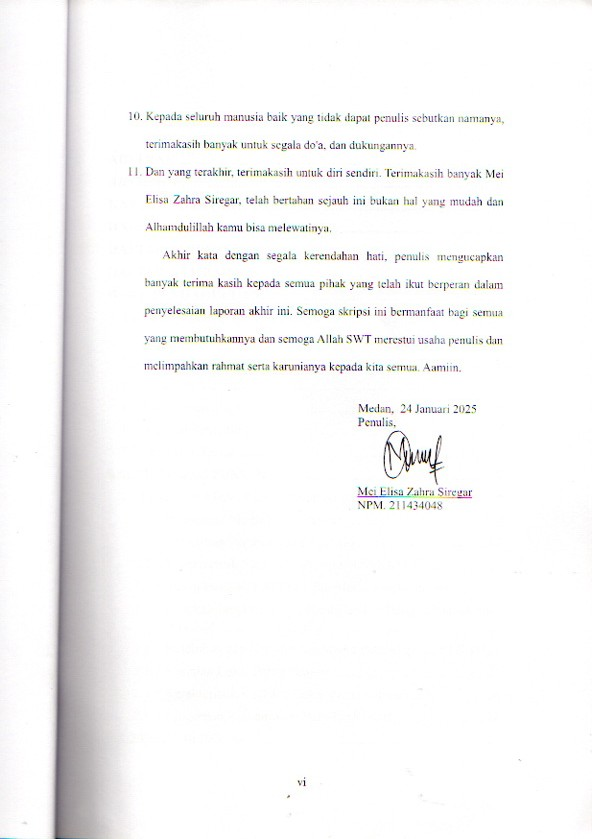 10. Kepada seluruh manusia baik yang tidak dapat penulis sebutkan namanya,
terimakasih banyak untuk segala do'a, dan dukungannya.
11. Dan yang terakhir, terimakasih untuk diri sendiri. Terimakasih banyak Mei
Elisa Zahra Siregar, telah bertahan sejauh ini bukan hal yang mudah dan
Alhamdulillah kamu bisa melewatinya.
Akhir kata dengan segala kerendahan hati, penulis mengucapkan
banyak terima kasih kepada semua pihak yang telah ikut berperan dalam
penyelesaian laporan akhir ini. Semoga skripsi ini bermanfaat bagi semua
yang membutuhkannya dan semoga Allah SWT merestui usaha penulis dan
melimpahkan rahmat serta karunianya kepada kita semua. Aamiin.
Medan, 24 Januari 2025
Penulis,
Mei Elisa Zahra Siregar
NPM. 211434048
vi